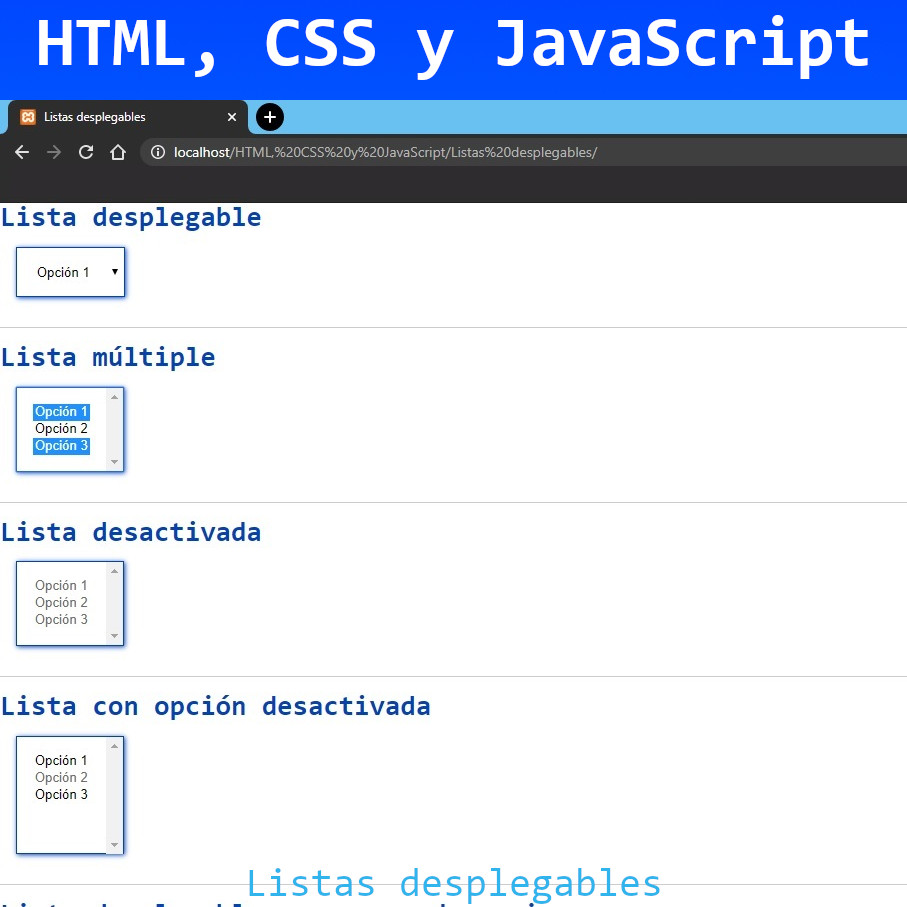 HTML, CSS y JavaScript
Listas desplegables
localhost/HTML,%20CSS%20y%20JavaScript/Listas%20desplegables/
Lista desplegable
Opción 1
Lista múltiple
Opción 1
Opción 2
Opción 3
Lista desactivada
Opción 1
Opción 2
Opción 3
Lista con opción desactivada
Opción 1
Opción 2
Opción 3
Listas desplegables